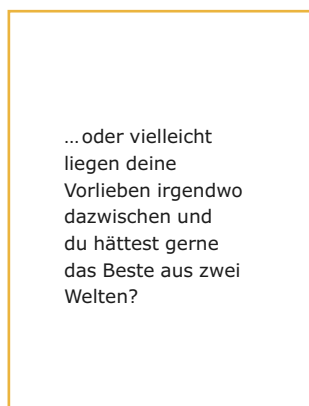 …oder vielleicht
liegen deine
Vorlieben irgendwo
dazwischen und
du hättest gerne
das Beste aus zwei
Welten?